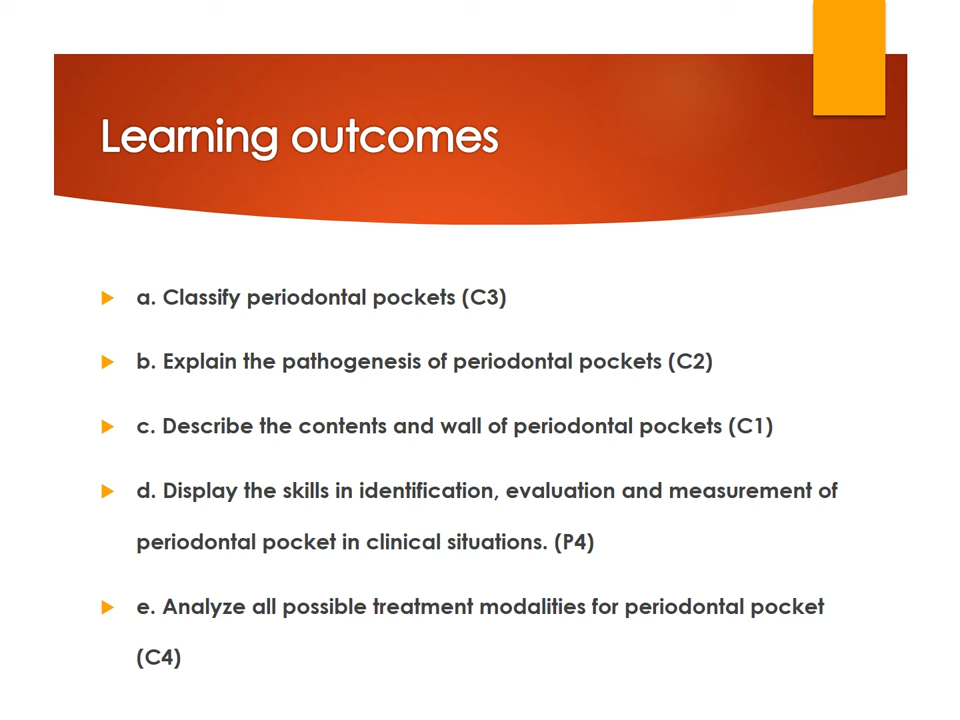 Learning outcomes
a. Classify periodontal pockets (C3)
b. Explain the pathogenesis of periodontal pockets (C2)
c. Describe the contents and wall of periodontal pockets (C1)
d. Display the skills in identification, evaluation and measurement of
periodontal pocket in clinical situations. (P4)
e. Analyze all possible treatment modalities for periodontal pocket
(C4)